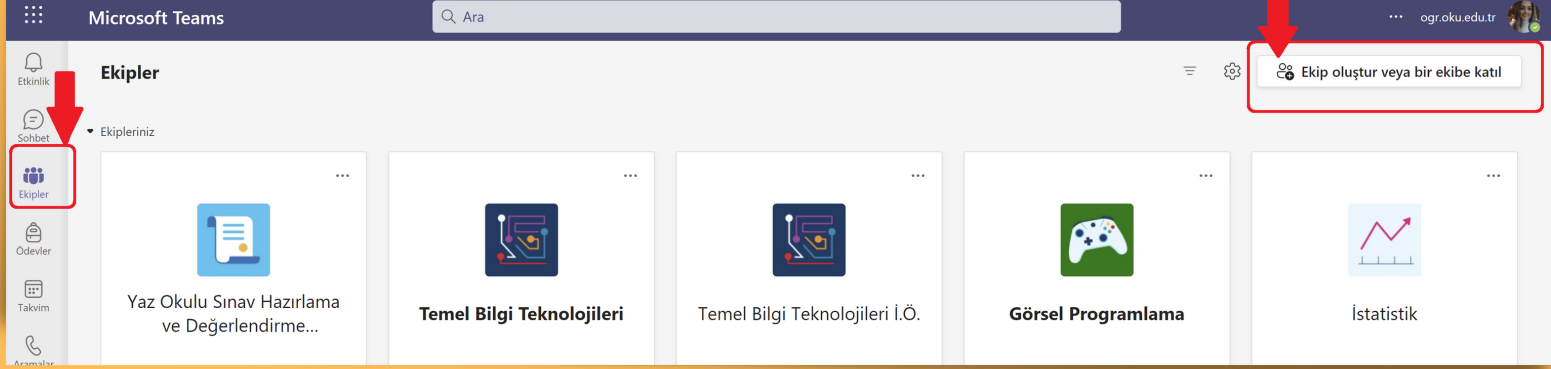 Microsoft Teams
Ara
ogr.oku.edu.tr
Etkinlik
Ekipler
Ekip oluştur veya bir ekibe katıl
Sohbet
Ekipleriniz
Ekipler
Ödevler
Takvim
Aramalar
Yaz Okulu Sınav Hazırlama
ve Değerlendirme...
Temel Bilgi Teknolojileri
Temel Bilgi Teknolojileri İ.Ö.
Görsel Programlama
İstatistik